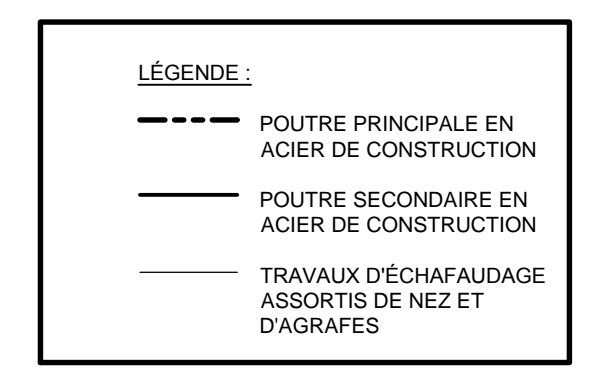 LÉGENDE :
POUTRE PRINCIPALE EN
ACIER DE CONSTRUCTION
POUTRE SECONDAIRE EN
ACIER DE CONSTRUCTION
TRAVAUX D'ÉCHAFAUDAGE
ASSORTIS DE NEZ ET
D'AGRAFES